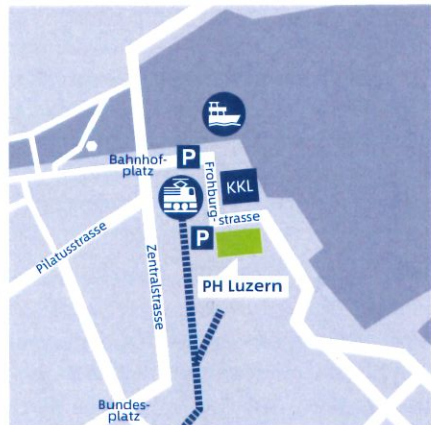 Bahnhof-
platz
P
Frohburg-
strasse
KKL
Pilatusstrasse
Zentralstrasse
P
PH Luzern
Bundes-
platz